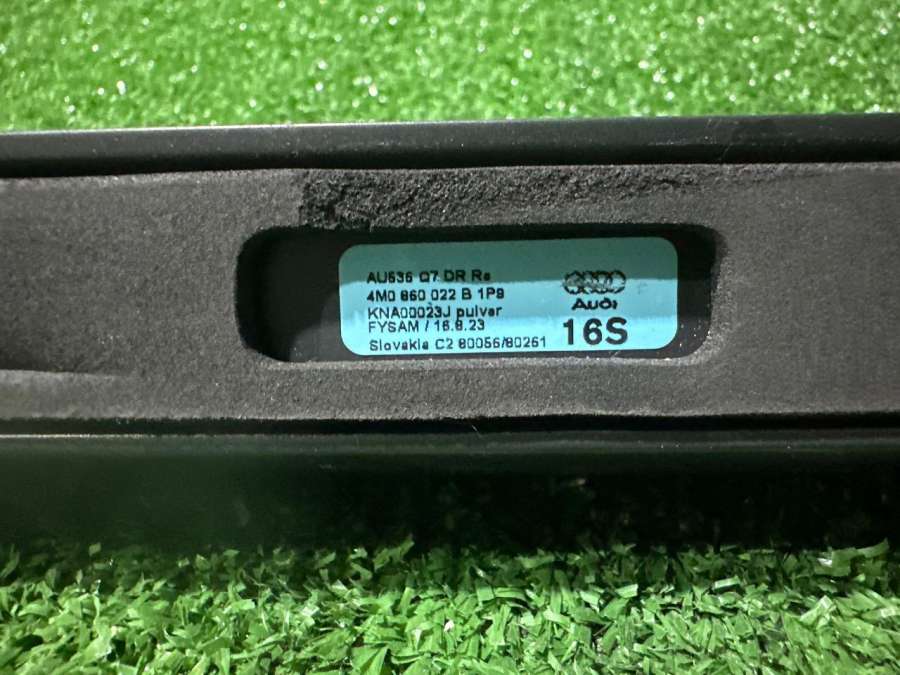 AU536 Q7 DR Re
4M0 860 022 B 1P9
KNA00023J pulver
FYSAM / 16.8.23
Slovakia C2 80056/80261
Audi
16S